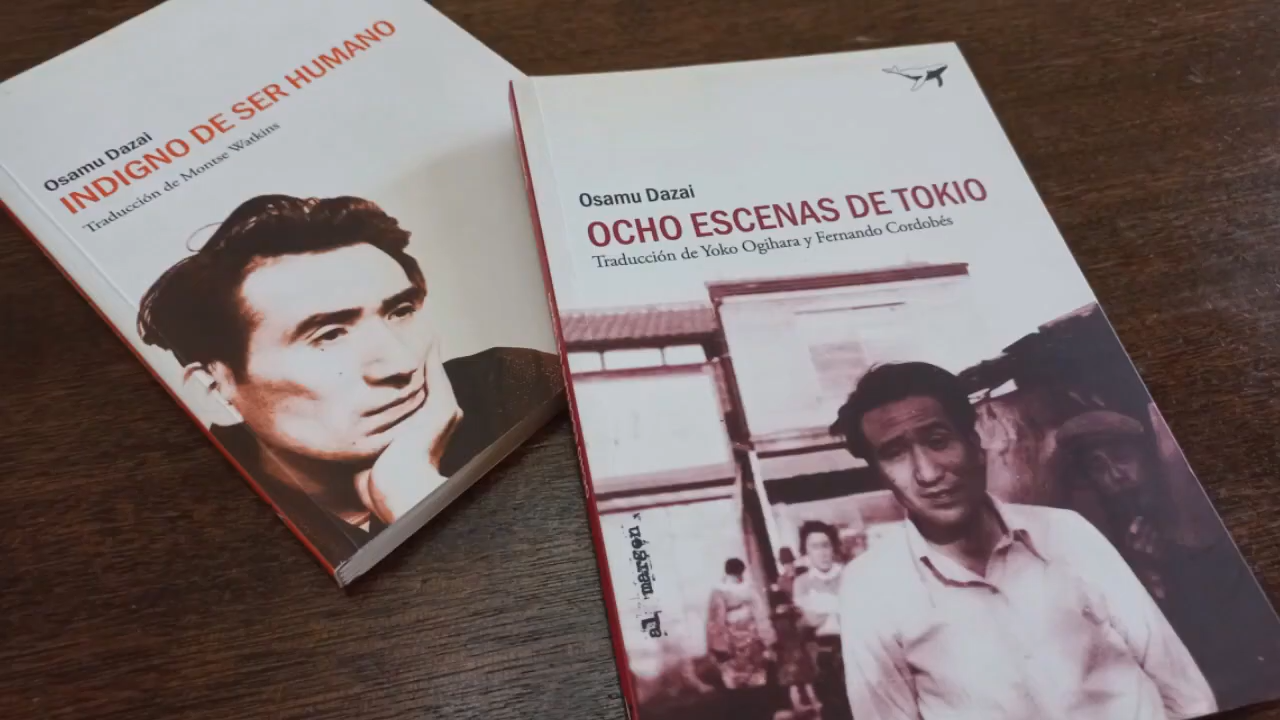 Osamu Dazai
INDIGNO DE SER HUMANO
Traducción de Montse Watkins
Osamu Dazai
OCHO ESCENAS DE TOKIO
Traducción de Yoko Ogihara y Fernando Cordobés
al margen